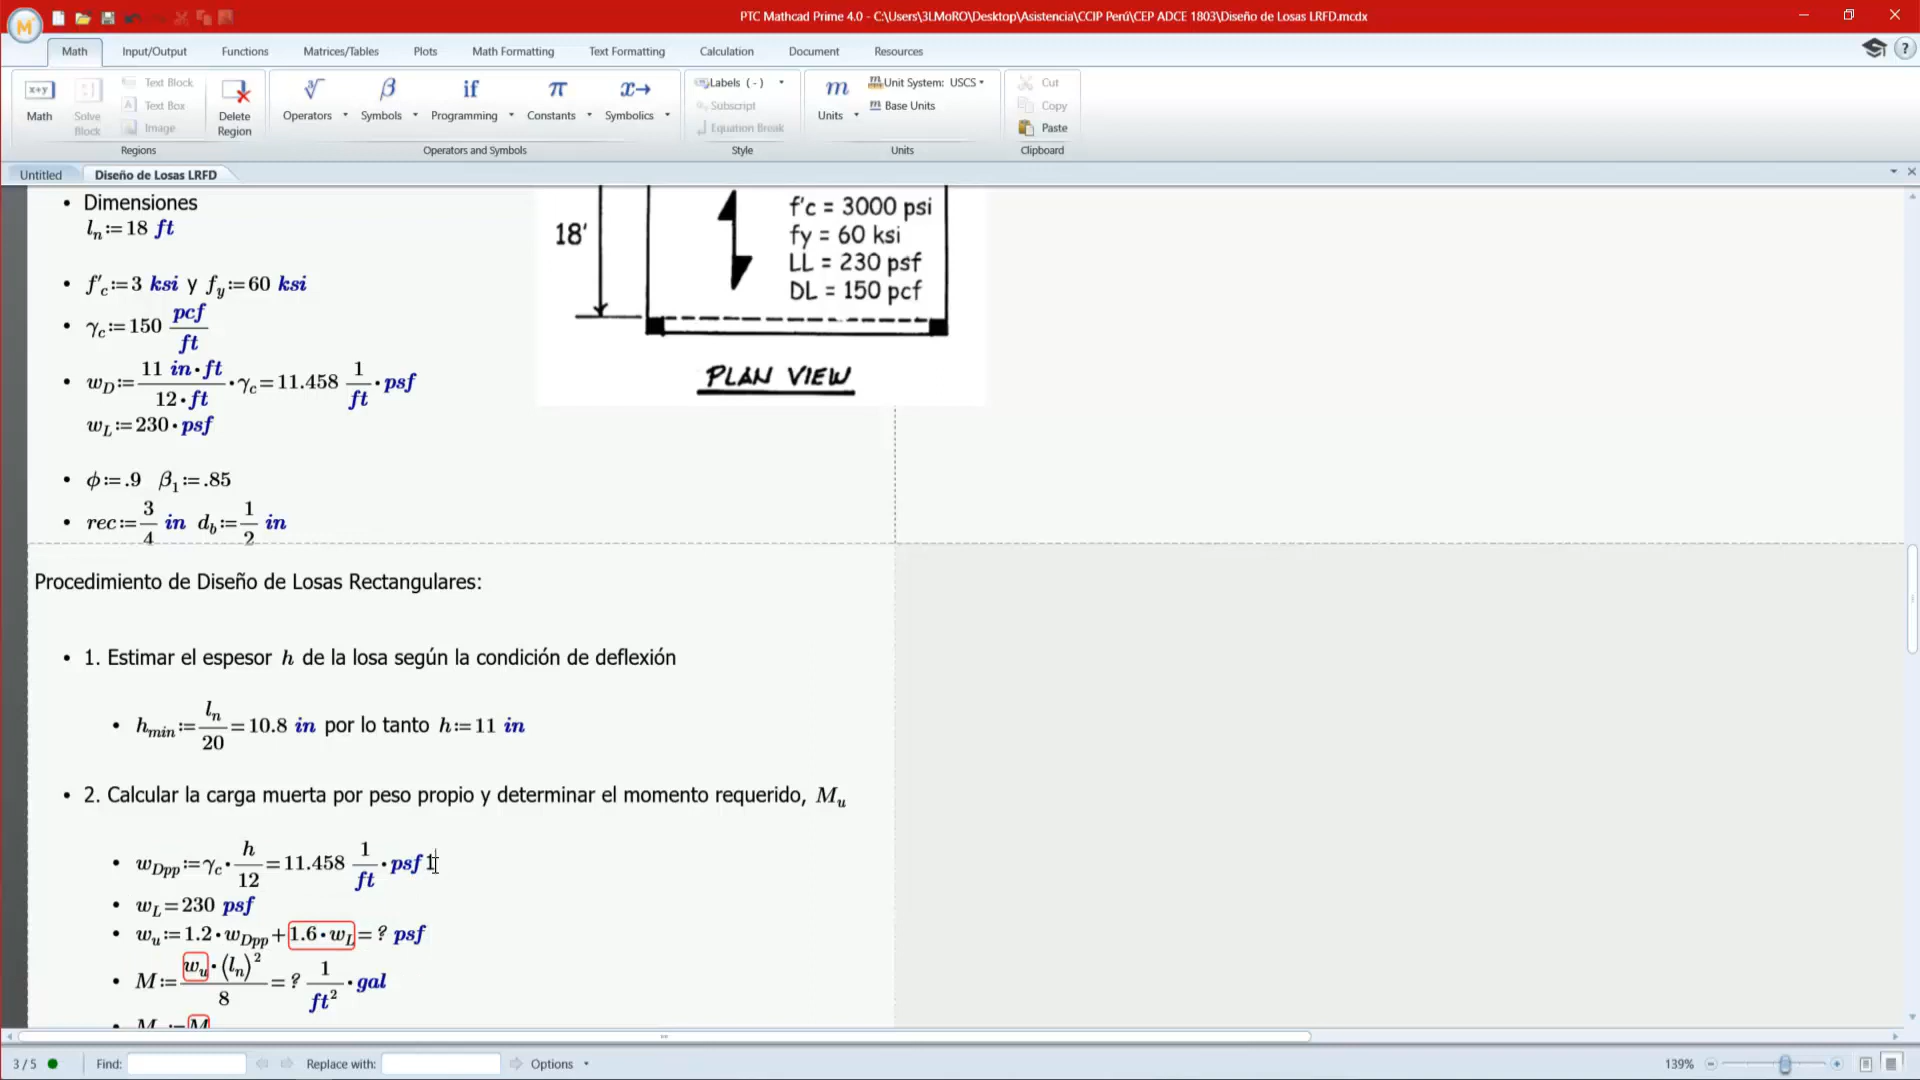 PTC Mathcad Prime 4.0 - C:\Users\3LMoRO\Desktop\Asistencia\CCIP Perú\CEP ADCE 1803\Diseño de Losas LRFD.mcdx
Math Input/Output Functions Matrices/Tables Plots Math Formatting Text Formatting Calculation Document Resources
Math
Solve Block
Text Block
Text Box
Image
Delete Region
Regions
Operators
Symbols
if
Programming
π
Constants
x→
Symbolics
Operators and Symbols
Labels ( - )
Subscript
Equation Break
Style
m
Units
Unit System: USCS
Base Units
Units
Cut
Copy
Paste
Clipboard
Untitled Diseño de Losas LRFD
• Dimensiones
lₙ:=18 ft
• f'c:=3 ksi y fy:=60 ksi
• γc:=150 pcf/ft
• wD:=11 in·ft/12·ft·γc=11.458 1/ft·psf
wL:=230·psf
• ϕ:=.9 β₁:=.85
• rec:=3/4 in db:=1/2 in
18'
f'c = 3000 psi
fy = 60 ksi
LL = 230 psf
DL = 150 pcf
PLAN VIEW
Procedimiento de Diseño de Losas Rectangulares:
• 1. Estimar el espesor h de la losa según la condición de deflexión
• hmin:=lₙ/20=10.8 in por lo tanto h:=11 in
• 2. Calcular la carga muerta por peso propio y determinar el momento requerido, Mu
• wDpp:=γc·h/12=11.458 1/ft·psf
• wL=230 psf
• wu:=1.2·wDpp+1.6·wL=? psf
• M:=wu·(lₙ)²/8=? 1/ft²·gal
3 / 5 Find: Replace with: Options 139%